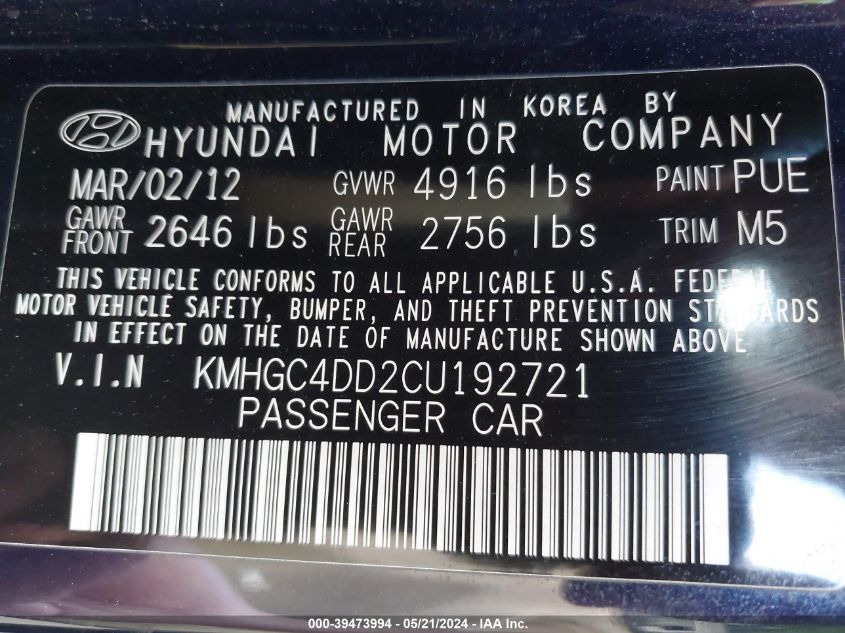 MANUFACTURED IN KOREA BY
HYUNDAI MOTOR COMPANY
MAR/02/12 GVWR 4916 lbs PAINT PUE
GAWR FRONT 2646 lbs GAWR REAR 2756 lbs TRIM M5
THIS VEHICLE CONFORMS TO ALL APPLICABLE U.S.A. FEDERAL
MOTOR VEHICLE SAFETY, BUMPER, AND THEFT PREVENTION STANDARDS
IN EFFECT ON THE DATE OF MANUFACTURE SHOWN ABOVE
V.I.N KMHGC4DD2CU192721
PASSENGER CAR
000-39473994 - 05/21/2024 - IAA Inc.